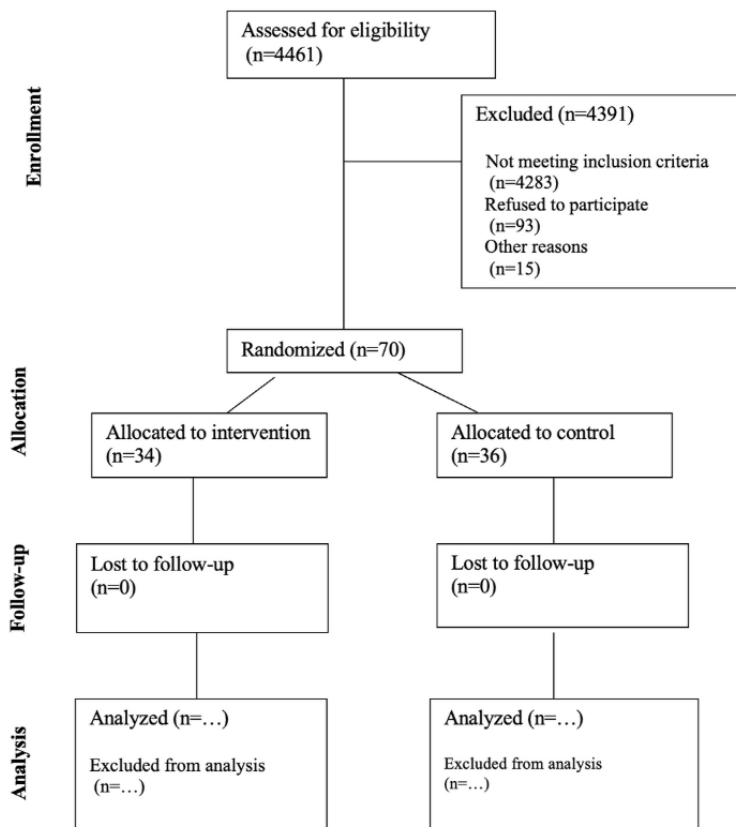 Assessed for eligibility
(n=4461)
Enrollment
Excluded (n=4391)
Not meeting inclusion criteria
(n=4283)
Refused to participate
(n=93)
Other reasons
(n=15)
Randomized (n=70)
Allocation
Allocated to intervention
(n=34)
Allocated to control
(n=36)
Follow-up
Lost to follow-up
(n=0)
Lost to follow-up
(n=0)
Analysis
Analyzed (n=…)
Excluded from analysis
(n=…)
Analyzed (n=…)
Excluded from analysis
(n=…)